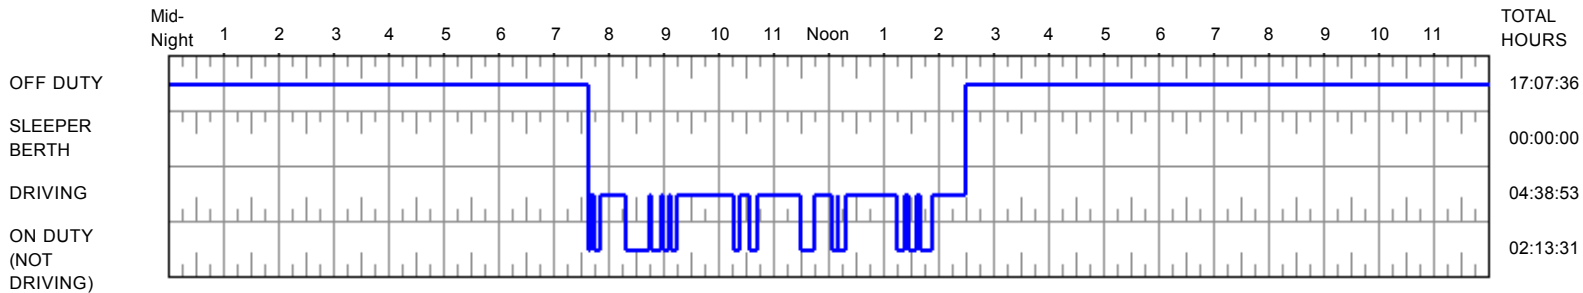 Mid-
Night 1 2 3 4 5 6 7 8 9 10 11 Noon 1 2 3 4 5 6 7 8 9 10 11
TOTAL
HOURS
OFF DUTY 17:07:36
SLEEPER
BERTH 00:00:00
DRIVING 04:38:53
ON DUTY
(NOT
DRIVING) 02:13:31